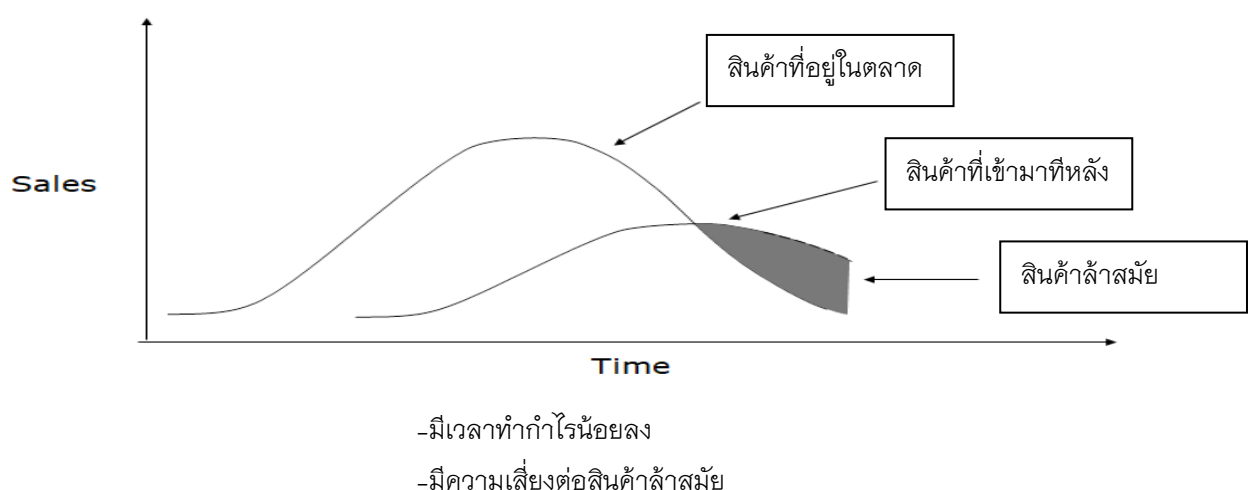 สินค้าที่อยู่ในตลาด
สินค้าที่เข้ามาทีหลัง
Sales
สินค้าล้าสมัย
Time
-มีเวลาทำกำไรน้อยลง
-มีความเสี่ยงต่อสินค้าล้าสมัย